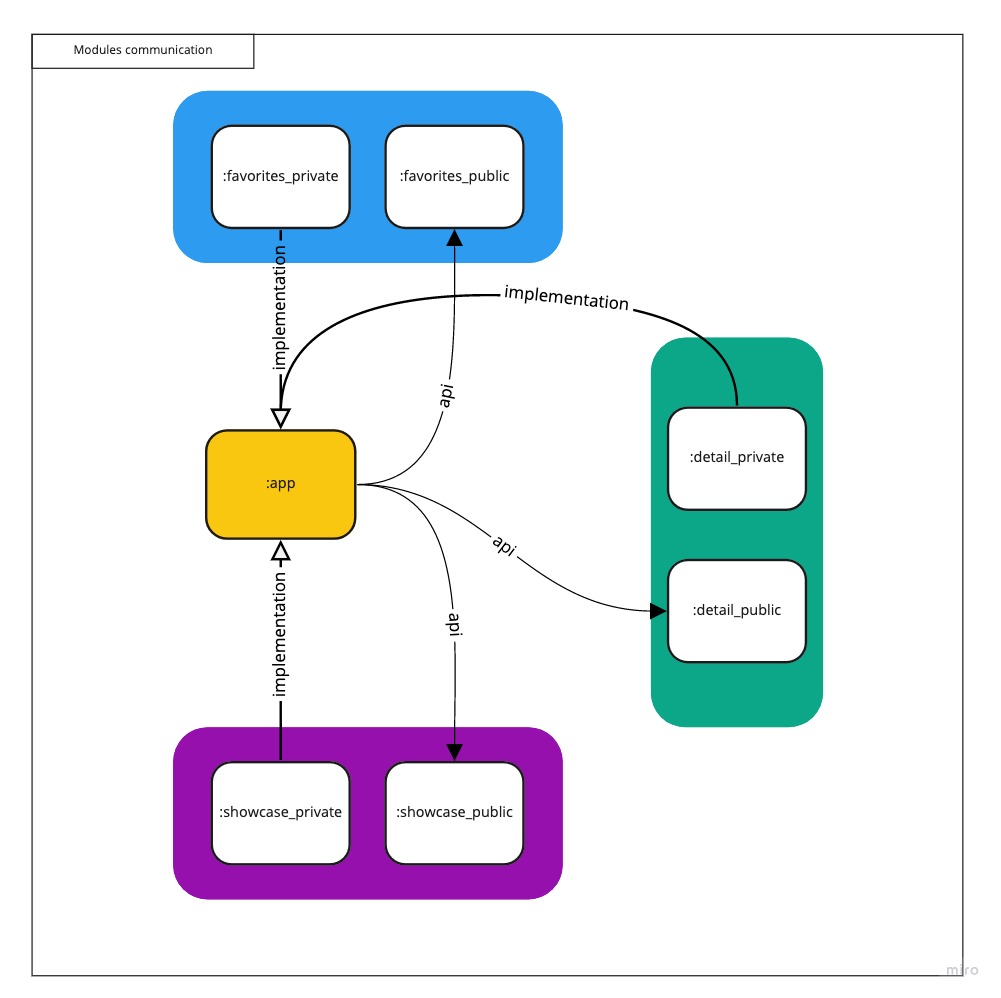 Modules communication
:favorites_private
:favorites_public
implementation
implementation
api
:detail_private
:app
api
implementation
api
:detail_public
:showcase_private
:showcase_public
miro